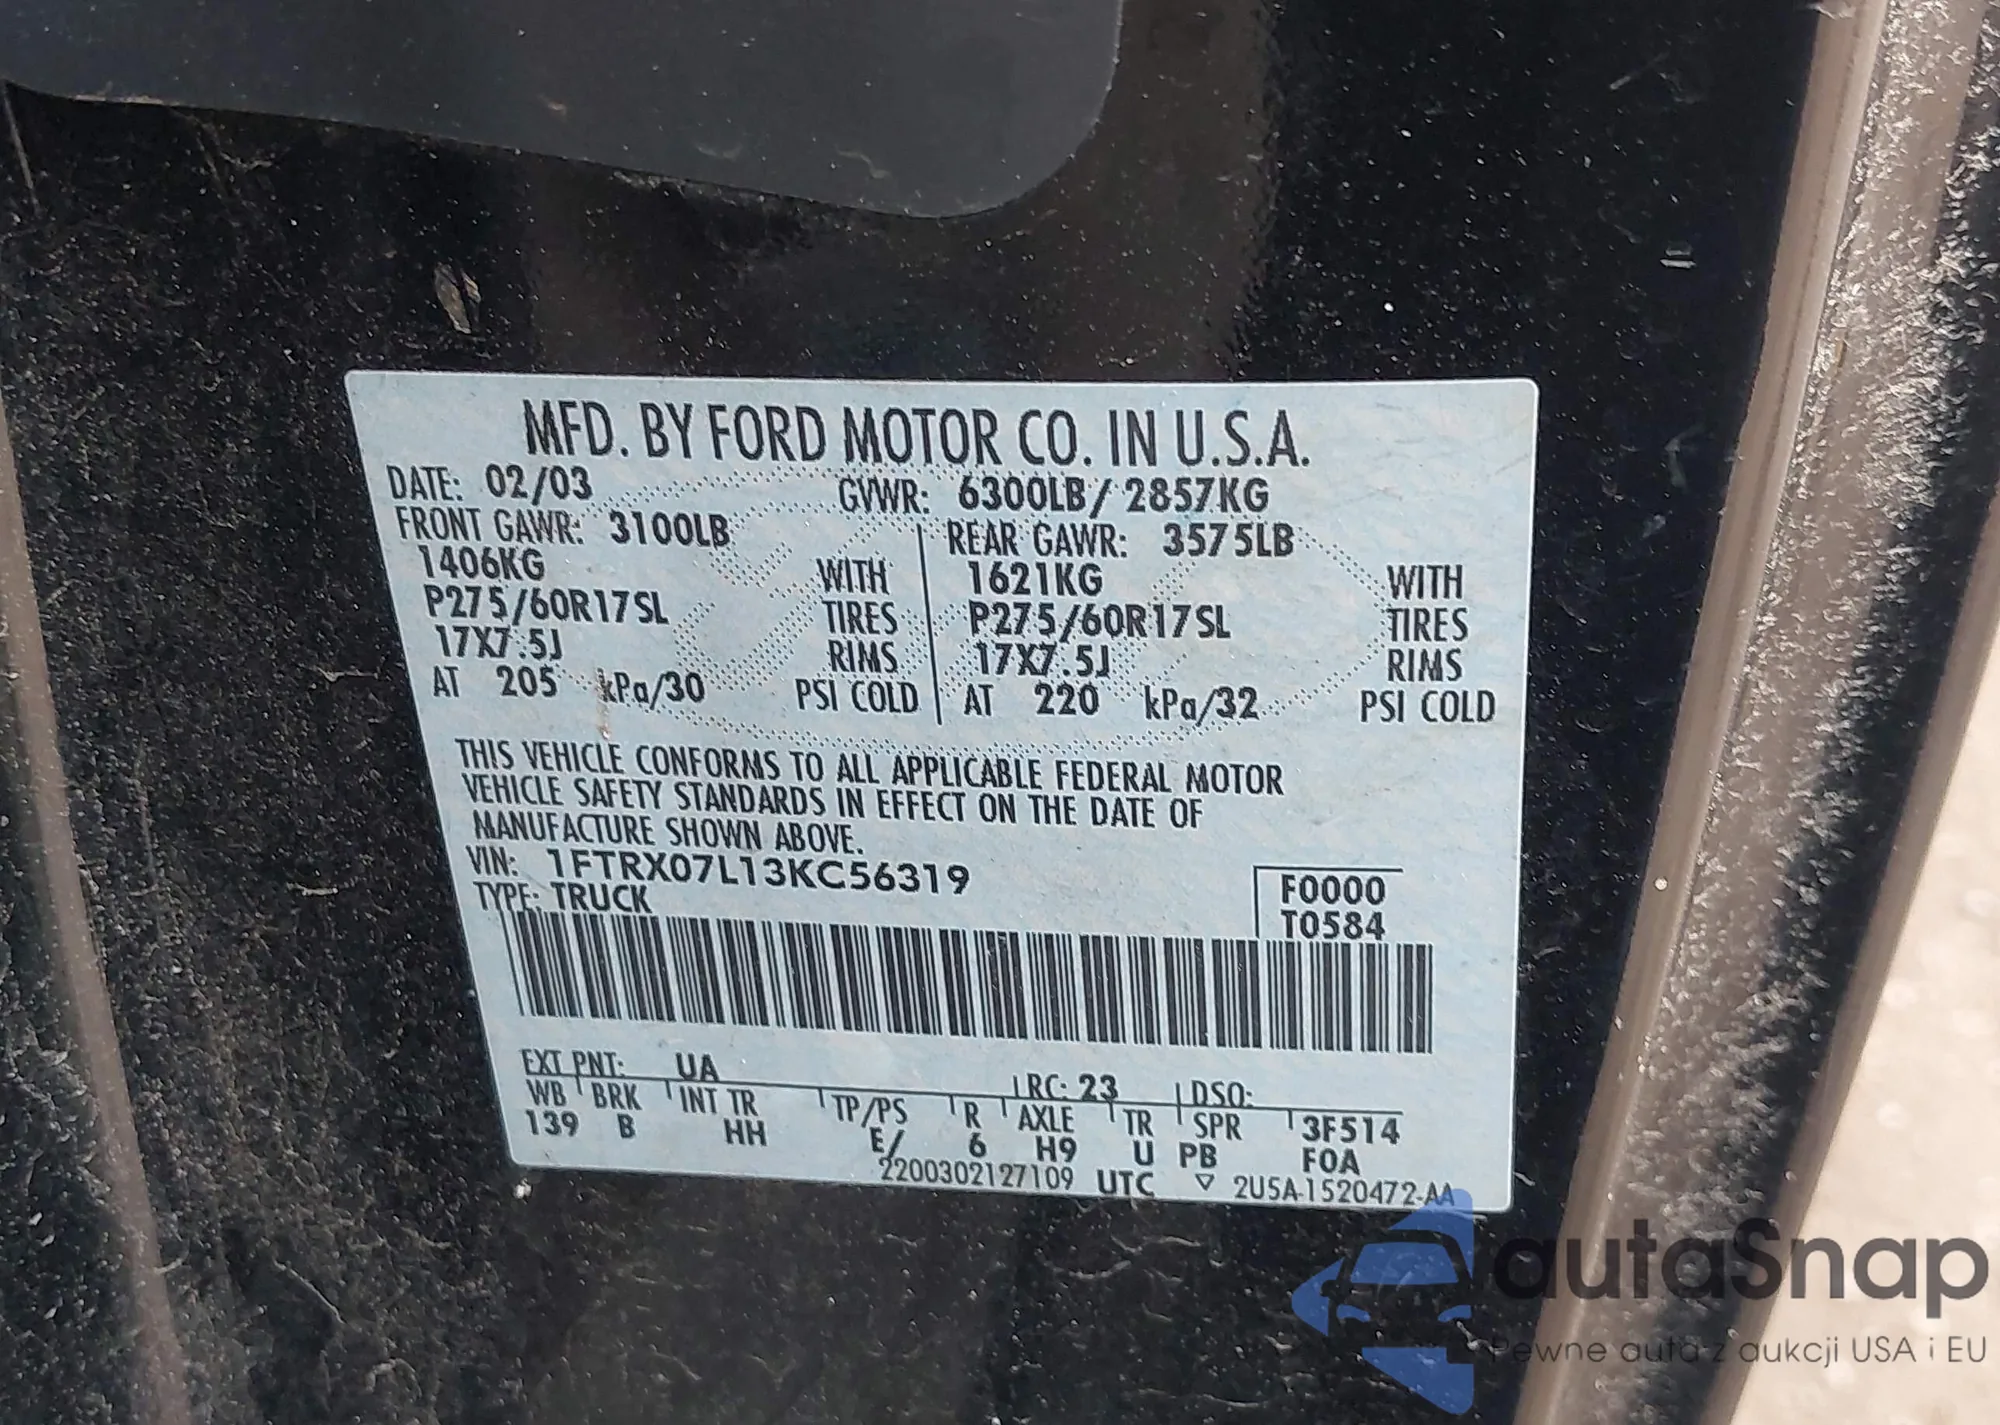 MFD. BY FORD MOTOR CO. IN U.S.A.
DATE: 02/03 GVWR: 6300LB/ 2857KG
FRONT GAWR: 3100LB REAR GAWR: 3575LB
1406KG WITH 1621KG WITH
P275/60R17SL TIRES P275/60R17SL TIRES
17X7.5J RIMS 17X7.5J RIMS
AT 205 kPa/30 PSI COLD AT 220 kPa/32 PSI COLD
THIS VEHICLE CONFORMS TO ALL APPLICABLE FEDERAL MOTOR
VEHICLE SAFETY STANDARDS IN EFFECT ON THE DATE OF
MANUFACTURE SHOWN ABOVE.
VIN: 1FTRX07L13KC56319 F0000
TYPE: TRUCK T0584
EXT PNT: UA RC: 23 DSO:
WB BRK INT TR TP/PS R AXLE TR SPR 3F514
139 B HH E/ 6 H9 U PB F0A
2200302127109 UTC ▽ 2U5A-1520472-AA
autaSnap
Pewne auta z aukcji USA i EU